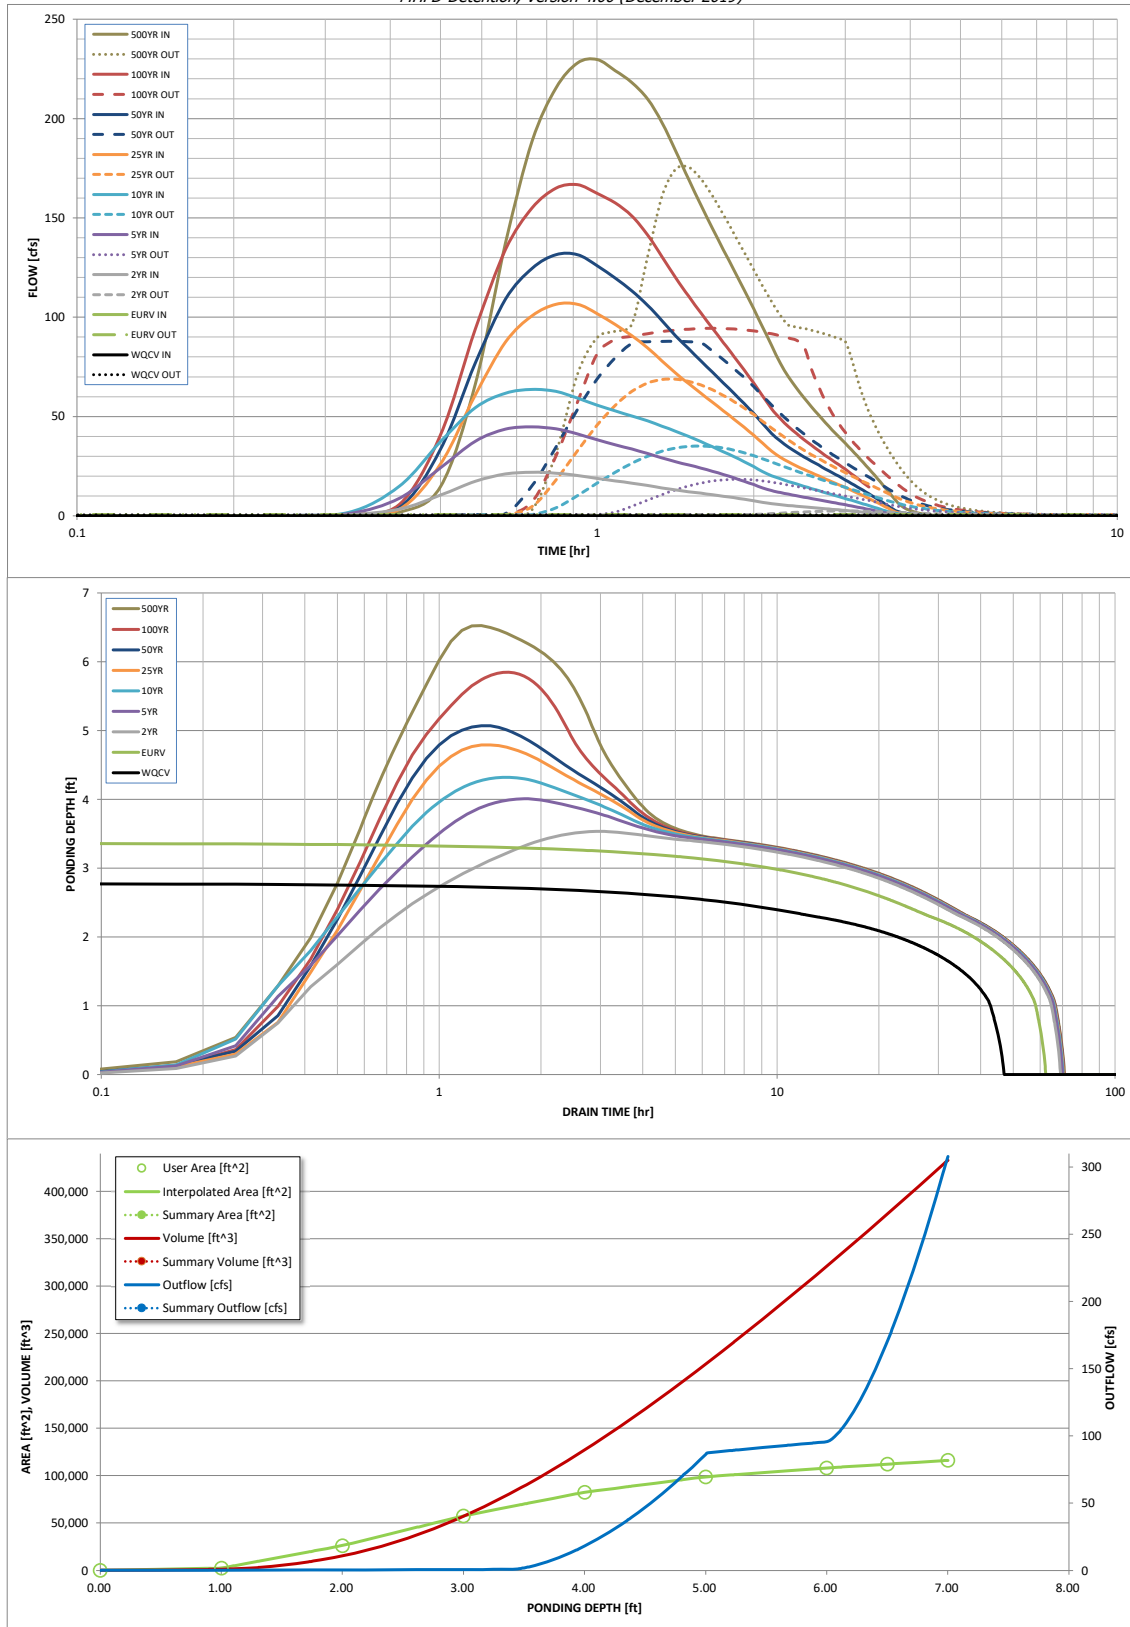 MHFD-Detention, Version 4.00 (December 2019)
250
200
150
100
50
0
FLOW [cfs]
500YR IN
500YR OUT
100YR IN
100YR OUT
50YR IN
50YR OUT
25YR IN
25YR OUT
10YR IN
10YR OUT
5YR IN
5YR OUT
2YR IN
2YR OUT
EURV IN
EURV OUT
WQCV IN
WQCV OUT
0.1
1
10
TIME [hr]
7
6
5
4
3
2
1
0
PONDING DEPTH [ft]
500YR
100YR
50YR
25YR
10YR
5YR
2YR
EURV
WQCV
0.1
1
10
100
DRAIN TIME [hr]
User Area [ft^2]
Interpolated Area [ft^2]
Summary Area [ft^2]
Volume [ft^3]
Summary Volume [ft^3]
Outflow [cfs]
Summary Outflow [cfs]
400,000
350,000
300,000
250,000
200,000
150,000
100,000
50,000
0
AREA [ft^2], VOLUME [ft^3]
300
250
200
150
100
50
0
OUTFLOW [cfs]
0.00
1.00
2.00
3.00
4.00
5.00
6.00
7.00
8.00
PONDING DEPTH [ft]